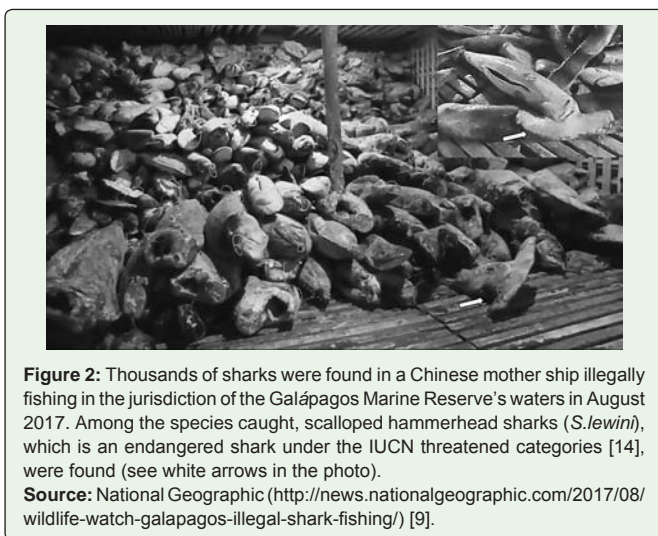 Figure 2: Thousands of sharks were found in a Chinese mother ship illegally
fishing in the jurisdiction of the Galápagos Marine Reserve's waters in August
2017. Among the species caught, scalloped hammerhead sharks (S.lewini),
which is an endangered shark under the IUCN threatened categories [14],
were found (see white arrows in the photo).
Source: National Geographic (http://news.nationalgeographic.com/2017/08/
wildlife-watch-galapagos-illegal-shark-fishing/) [9].